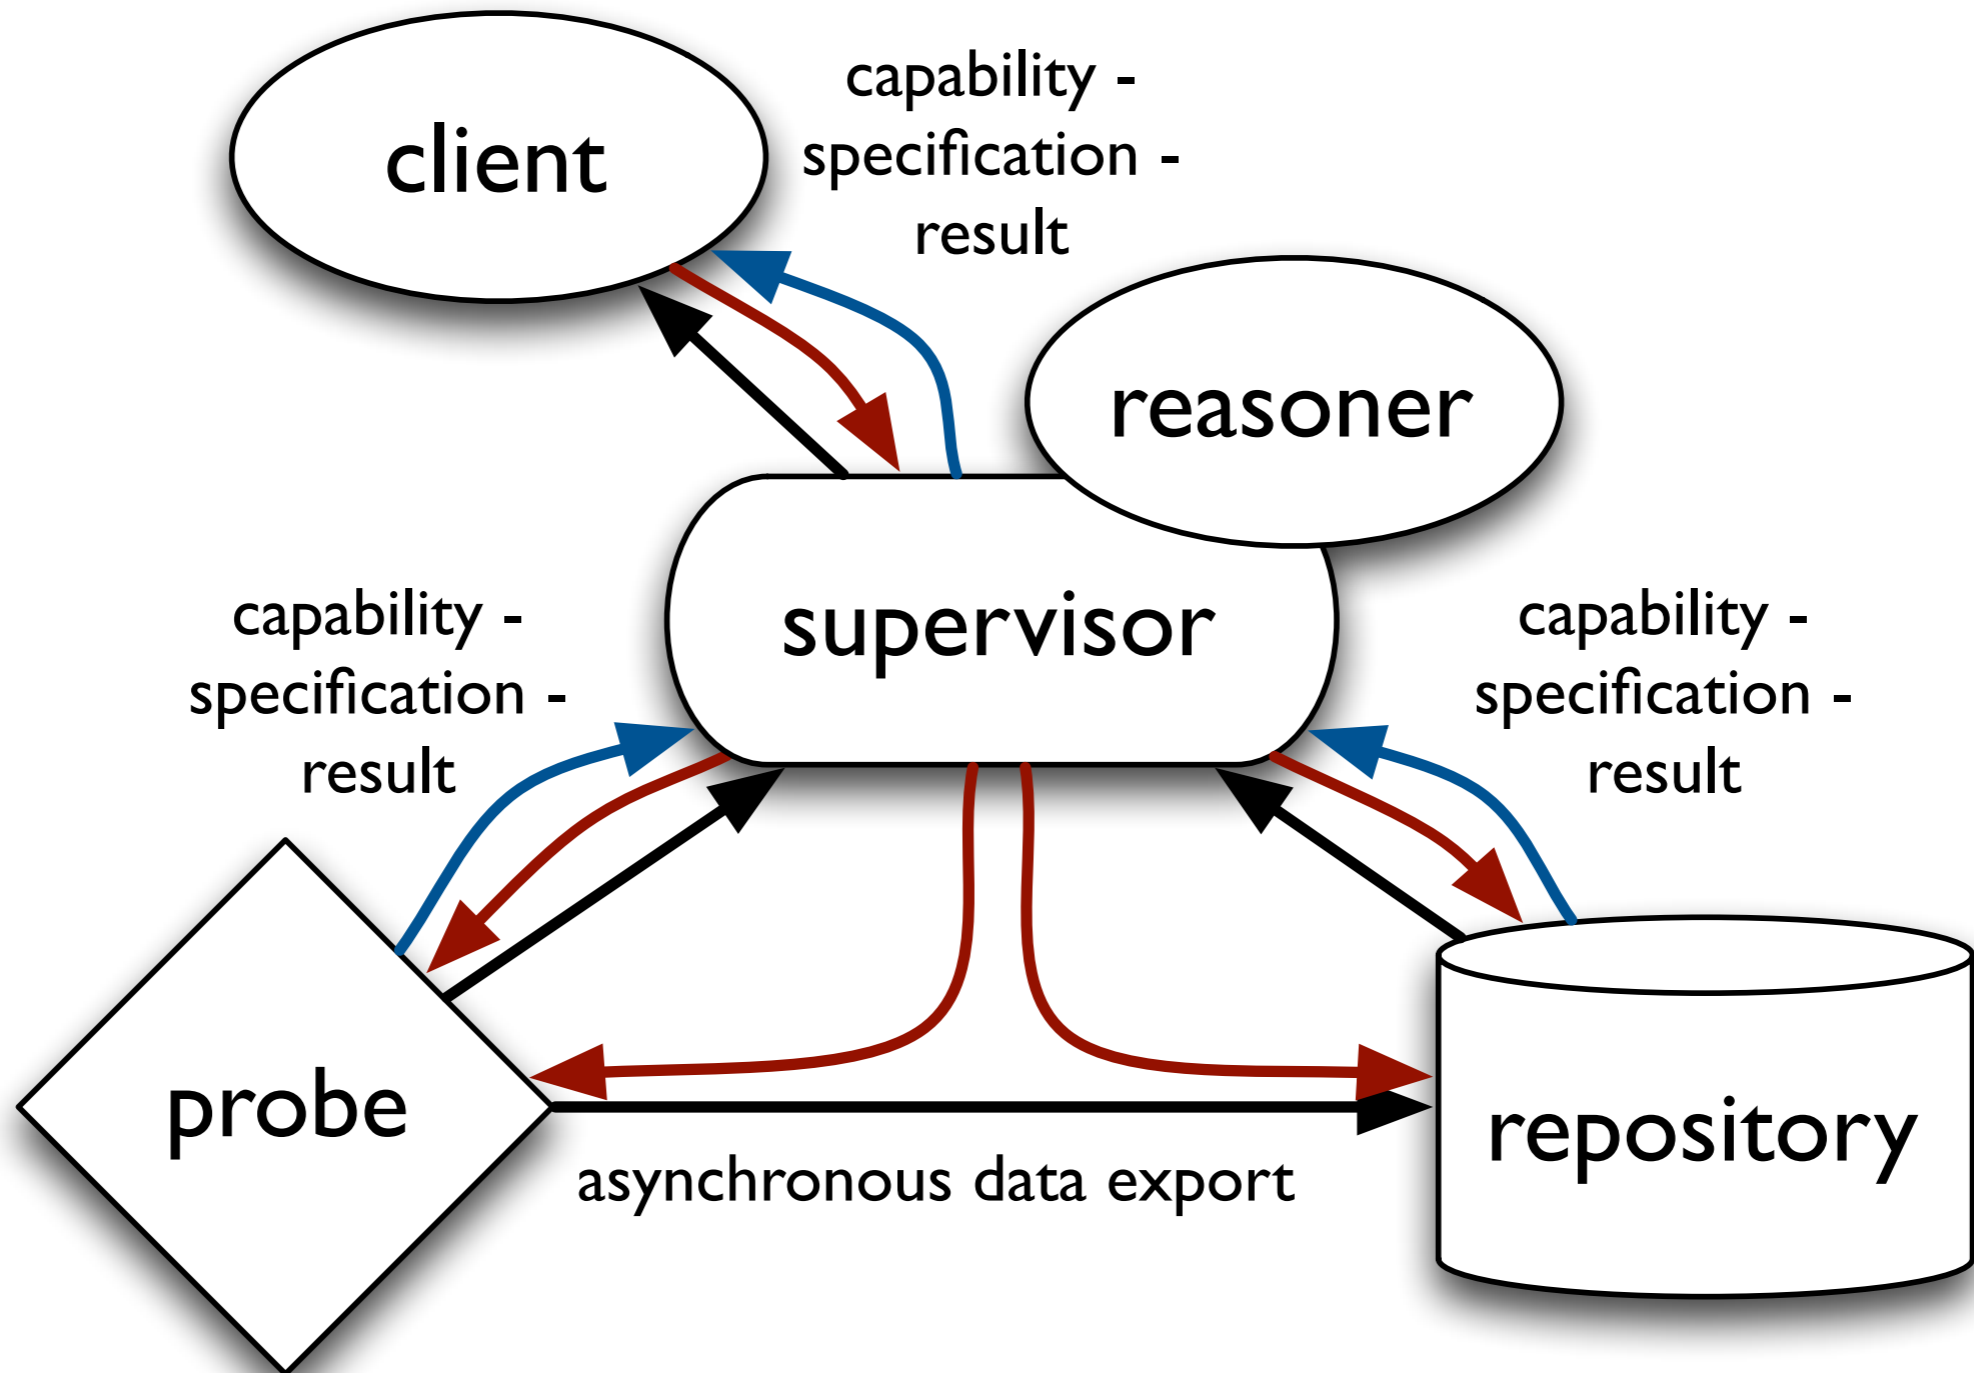 client
capability -
specification -
result
reasoner
supervisor
capability -
specification -
result
capability -
specification -
result
probe
asynchronous data export
repository